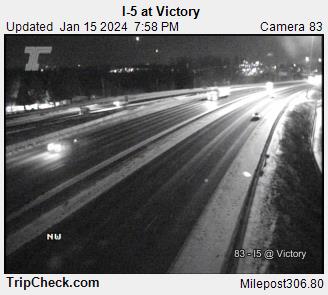 I-5 at Victory
Updated  Jan 15 2024  7:58 PM
Camera 83
T
NW
83 - I5 @ Victory
TripCheck.com
Milepost306.80